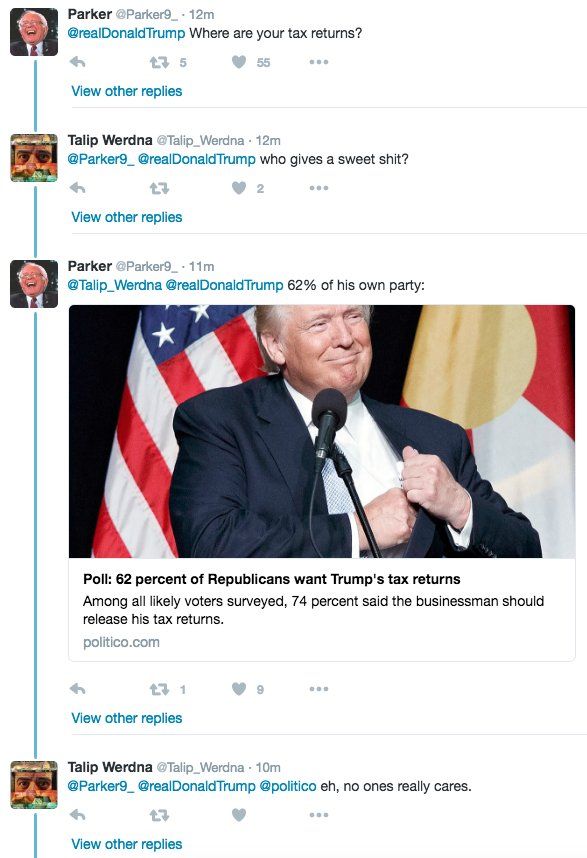 Parker @Parker9_ · 12m
@realDonaldTrump Where are your tax returns?
5 55
View other replies
Talip Werdna @Talip_Werdna · 12m
@Parker9_ @realDonaldTrump who gives a sweet shit?
2
View other replies
Parker @Parker9_ · 11m
@Talip_Werdna @realDonaldTrump 62% of his own party:
Poll: 62 percent of Republicans want Trump's tax returns
Among all likely voters surveyed, 74 percent said the businessman should
release his tax returns.
politico.com
1 9
View other replies
Talip Werdna @Talip_Werdna · 10m
@Parker9_ @realDonaldTrump @politico eh, no ones really cares.
View other replies